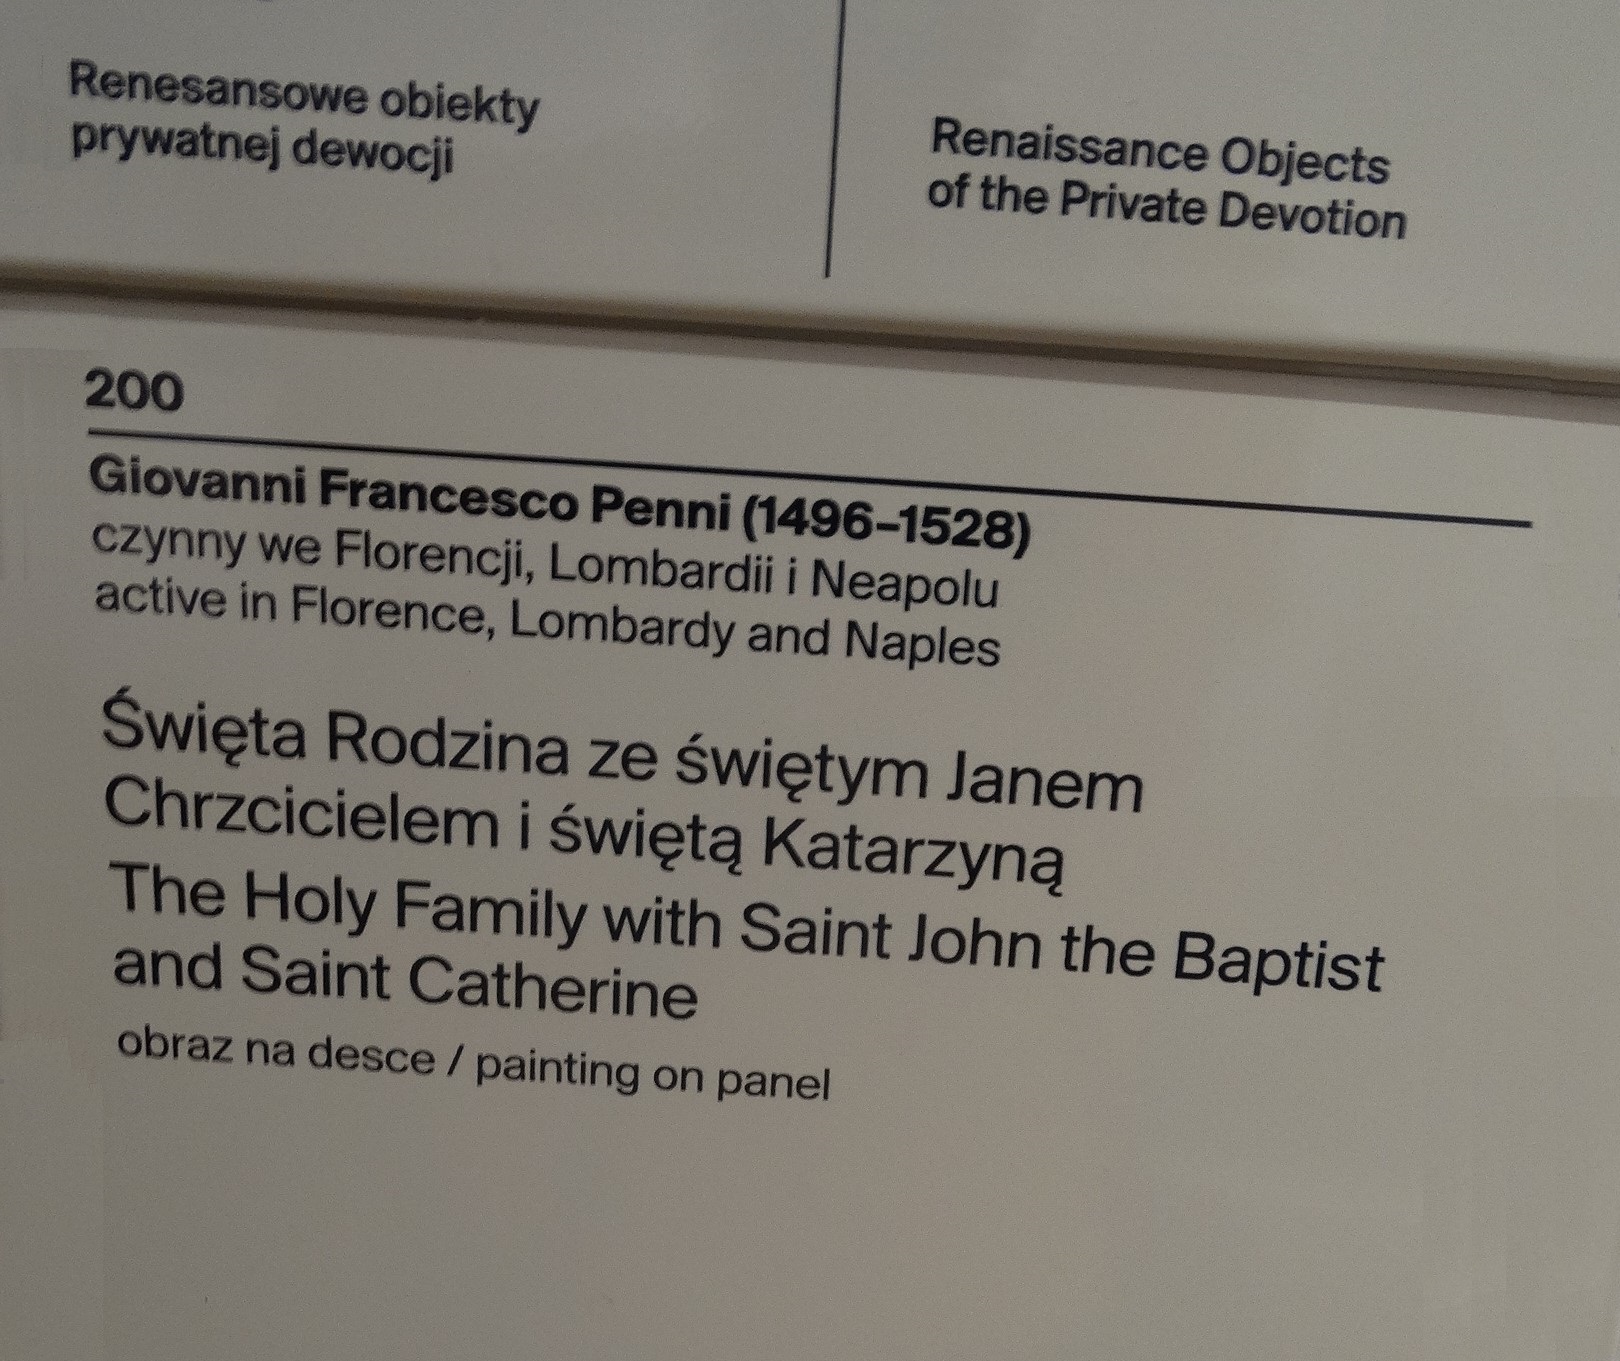 Renesansowe obiekty
prywatnej dewocji
Renaissance Objects
of the Private Devotion
200
Giovanni Francesco Penni (1496–1528)
czynny we Florencji, Lombardii i Neapolu
active in Florence, Lombardy and Naples
Święta Rodzina ze świętym Janem
Chrzcicielem i świętą Katarzyną
The Holy Family with Saint John the Baptist
and Saint Catherine
obraz na desce / painting on panel